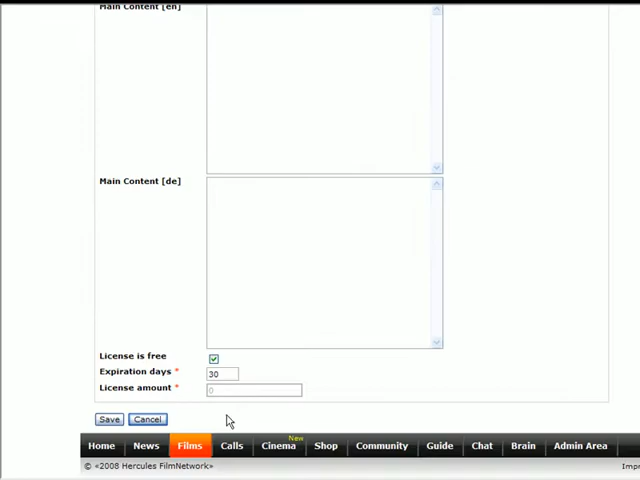 Main Content [en]
Main Content [de]
License is free
Expiration days * 30
License amount * 0
Save Cancel
New
Home News Films Calls Cinema Shop Community Guide Chat Brain Admin Area
© «2008 Hercules FilmNetwork»